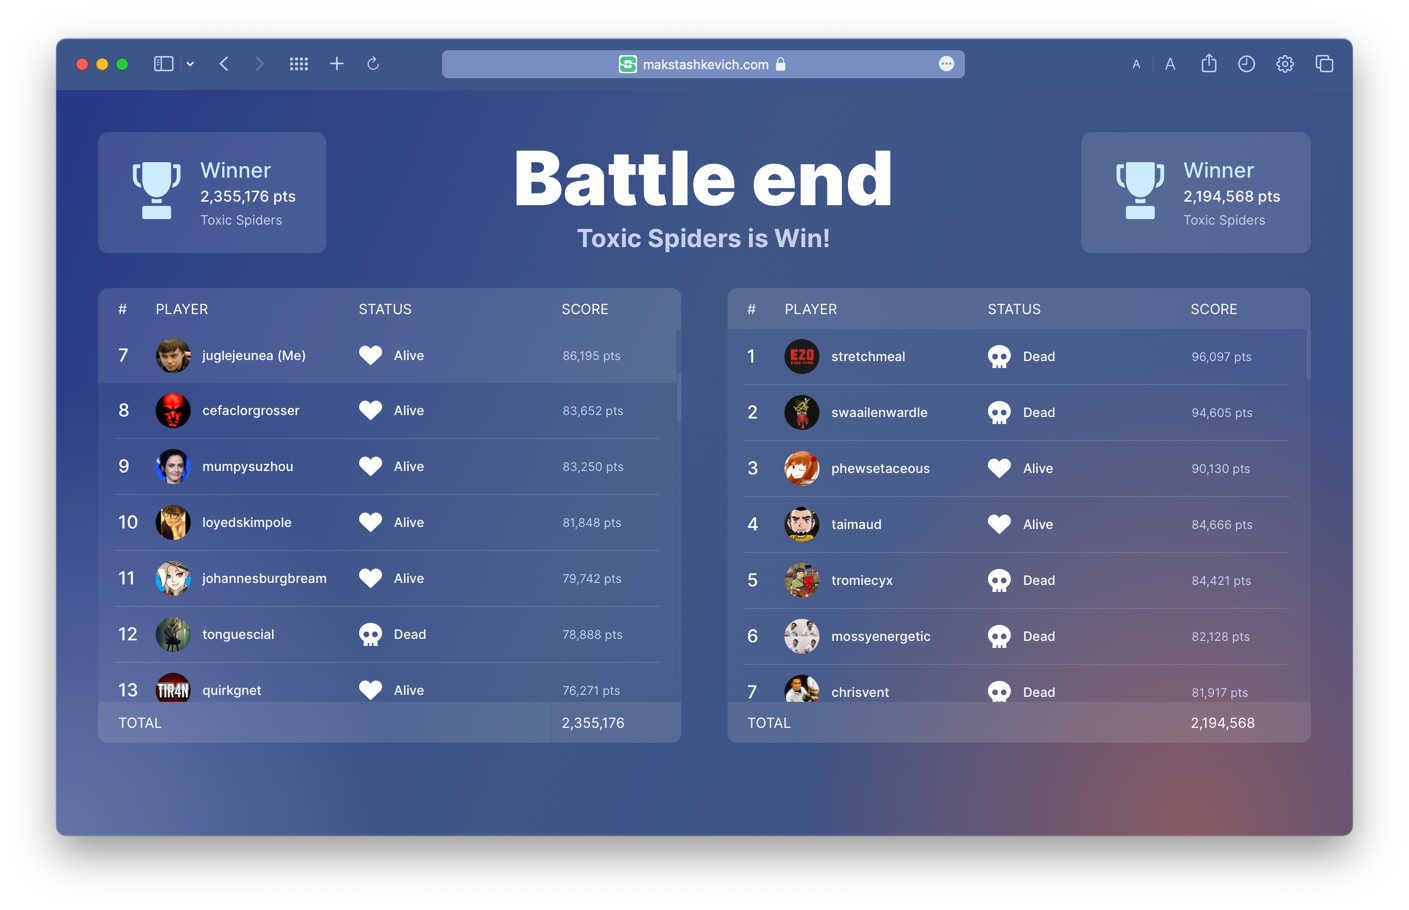 makstashkevich.com
A A
Winner
2,355,176 pts
Toxic Spiders
Battle end
Toxic Spiders is Win!
Winner
2,194,568 pts
Toxic Spiders
# PLAYER STATUS SCORE
7 juglejeunea (Me) Alive 86,195 pts
8 cefaclorgrosser Alive 83,652 pts
9 mumpysuzhou Alive 83,250 pts
10 loyedskimpole Alive 81,848 pts
11 johannesburgbream Alive 79,742 pts
12 tonguescial Dead 78,888 pts
13 TIR4N quirkgnet Alive 76,271 pts
TOTAL 2,355,176
# PLAYER STATUS SCORE
1 EZO stretchmeal Dead 96,097 pts
2 swaailenwardle Dead 94,605 pts
3 phewsetaceous Alive 90,130 pts
4 taimaud Alive 84,666 pts
5 tromiecyx Dead 84,421 pts
6 mossyenergetic Dead 82,128 pts
7 chrisvent Dead 81,917 pts
TOTAL 2,194,568